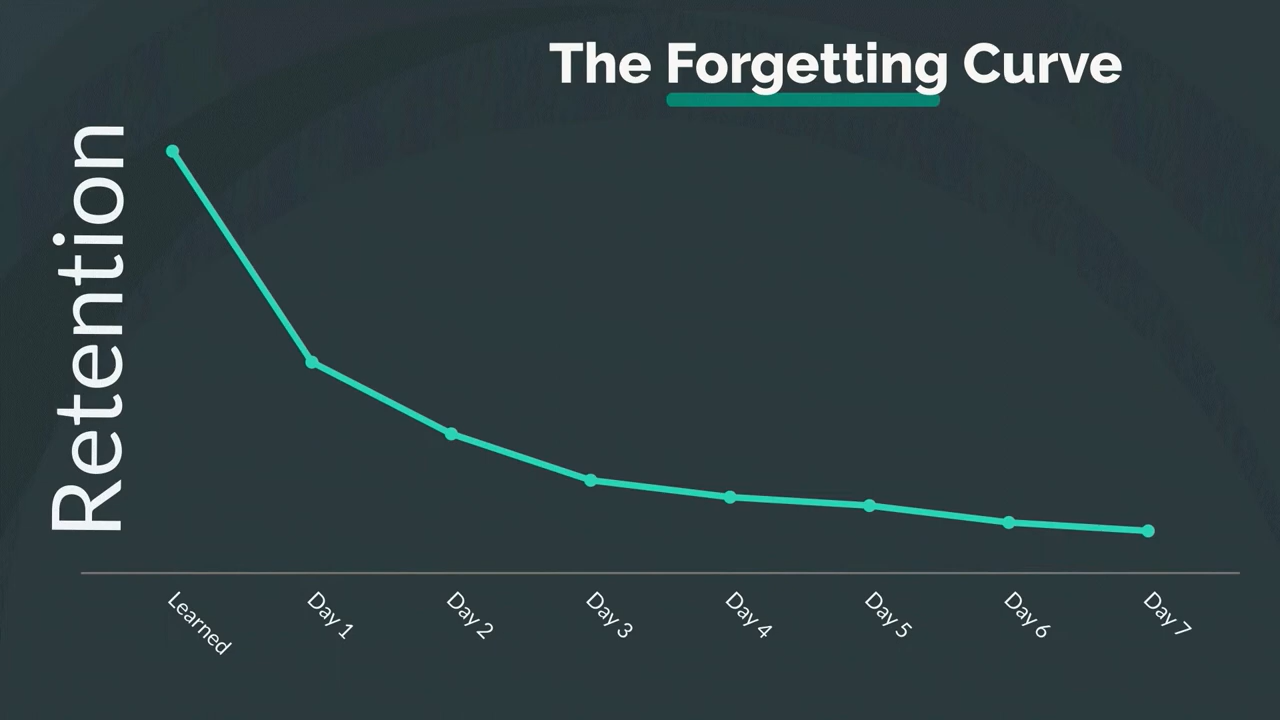 The Forgetting Curve
Retention
Learned
Day 1
Day 2
Day 3
Day 4
Day 5
Day 6
Day 7